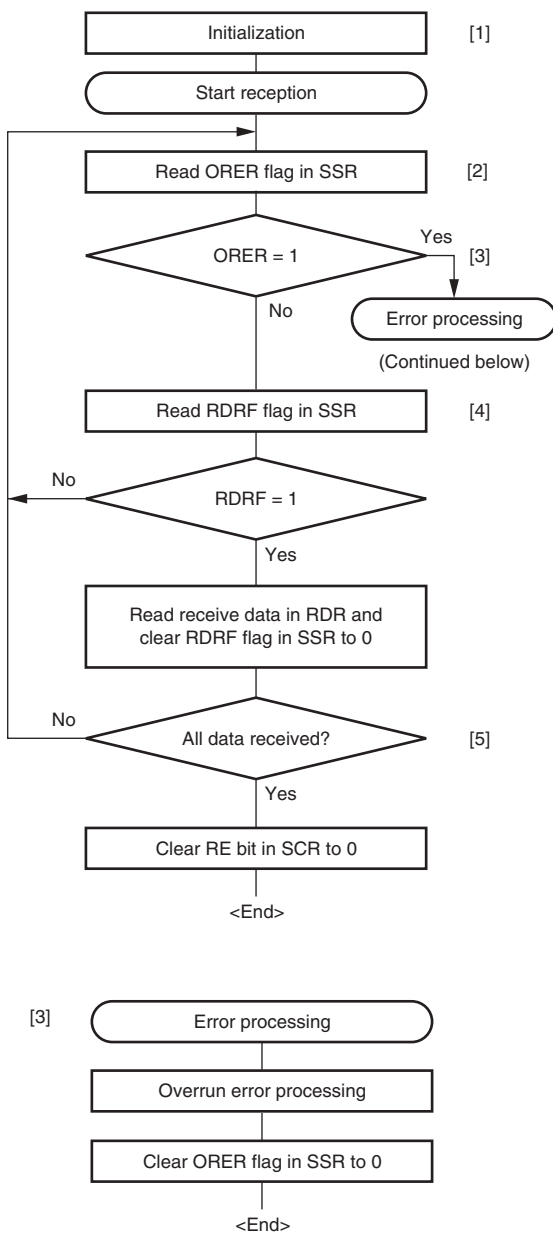 Initialization [1]
Start reception
Read ORER flag in SSR [2]
Yes
ORER = 1 [3]
No
Error processing
(Continued below)
Read RDRF flag in SSR [4]
No
RDRF = 1
Yes
Read receive data in RDR and
clear RDRF flag in SSR to 0
No
All data received? [5]
Yes
Clear RE bit in SCR to 0
<End>
[3] Error processing
Overrun error processing
Clear ORER flag in SSR to 0
<End>